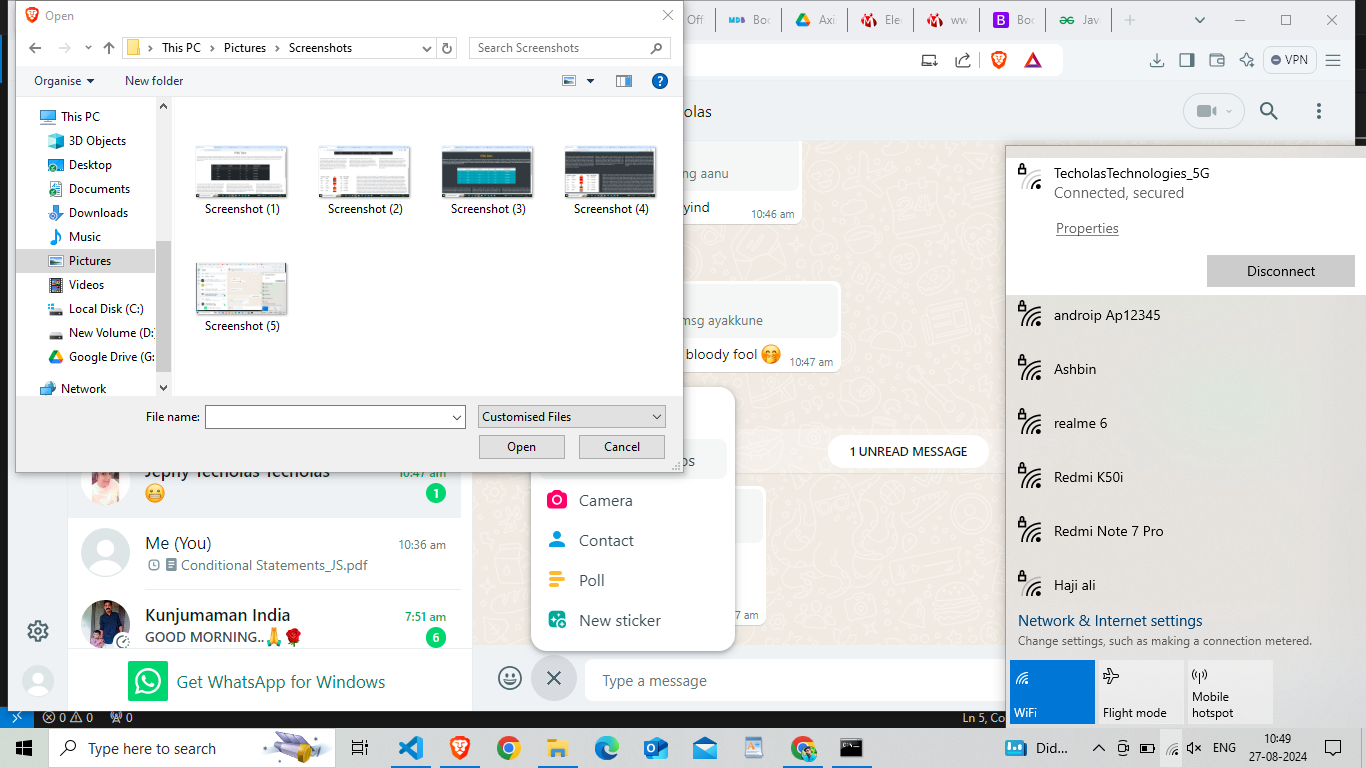 Open
Off
Boo
Axi
Ele
ww
Boo
Jav
This PC
Pictures
Screenshots
Search Screenshots
VPN
Organise
New folder
This PC
3D Objects
Desktop
Documents
Downloads
Music
Pictures
Videos
Local Disk (C:)
New Volume (D:)
Google Drive (G:
Network
Screenshot (1)
Screenshot (2)
Screenshot (3)
Screenshot (4)
Screenshot (5)
File name:
Customised Files
Open
Cancel
olas
ng aanu
yind
10:46 am
msg ayakkune
bloody fool 🤭
10:47 am
1 UNREAD MESSAGE
os
Camera
Contact
Poll
New sticker
7 am
Jephy Techolas Techolas
10:47 am
😬
1
Me (You)
10:36 am
Conditional Statements_JS.pdf
Kunjumaman India
7:51 am
GOOD MORNING..🙏🌹
6
Get WhatsApp for Windows
Type a message
TecholasTechnologies_5G
Connected, secured
Properties
Disconnect
androip Ap12345
Ashbin
realme 6
Redmi K50i
Redmi Note 7 Pro
Haji ali
Network & Internet settings
Change settings, such as making a connection metered.
WiFi
Flight mode
Mobile hotspot
0
0
0
Ln 5, Co
Type here to search
Did...
ENG
10:49
27-08-2024